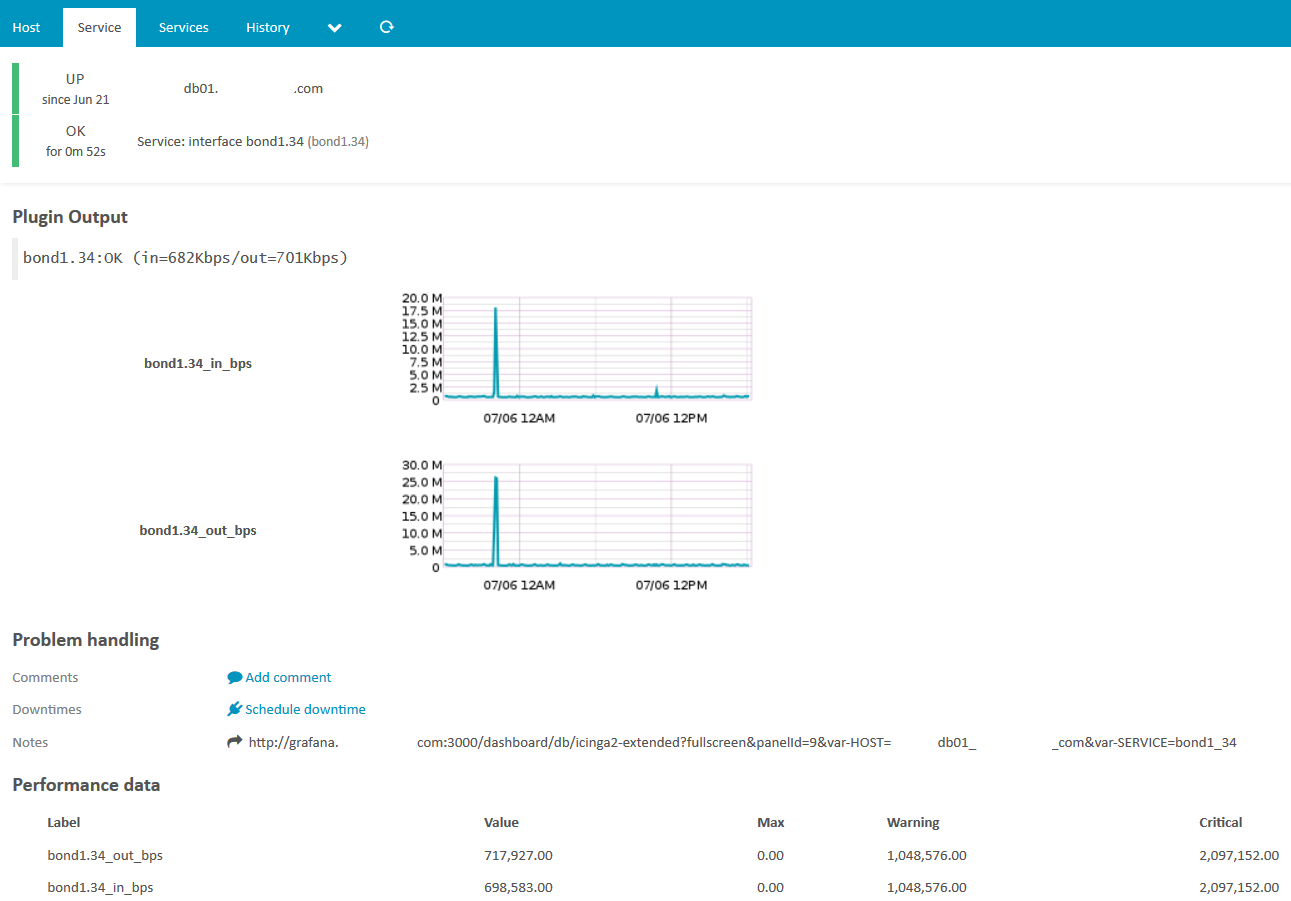 Host Service Services History
UP
since Jun 21
db01. .com
OK
for 0m 52s
Service: interface bond1.34 (bond1.34)
Plugin Output
bond1.34:OK (in=682Kbps/out=701Kbps)
bond1.34_in_bps
20.0 M
17.5 M
15.0 M
12.5 M
10.0 M
7.5 M
5.0 M
2.5 M
0
07/06 12AM 07/06 12PM
bond1.34_out_bps
30.0 M
25.0 M
20.0 M
15.0 M
10.0 M
5.0 M
0
07/06 12AM 07/06 12PM
Problem handling
Comments Add comment
Downtimes Schedule downtime
Notes http://grafana. com:3000/dashboard/db/icinga2-extended?fullscreen&panelId=9&var-HOST= db01_ _com&var-SERVICE=bond1_34
Performance data
Label Value Max Warning Critical
bond1.34_out_bps 717,927.00 0.00 1,048,576.00 2,097,152.00
bond1.34_in_bps 698,583.00 0.00 1,048,576.00 2,097,152.00